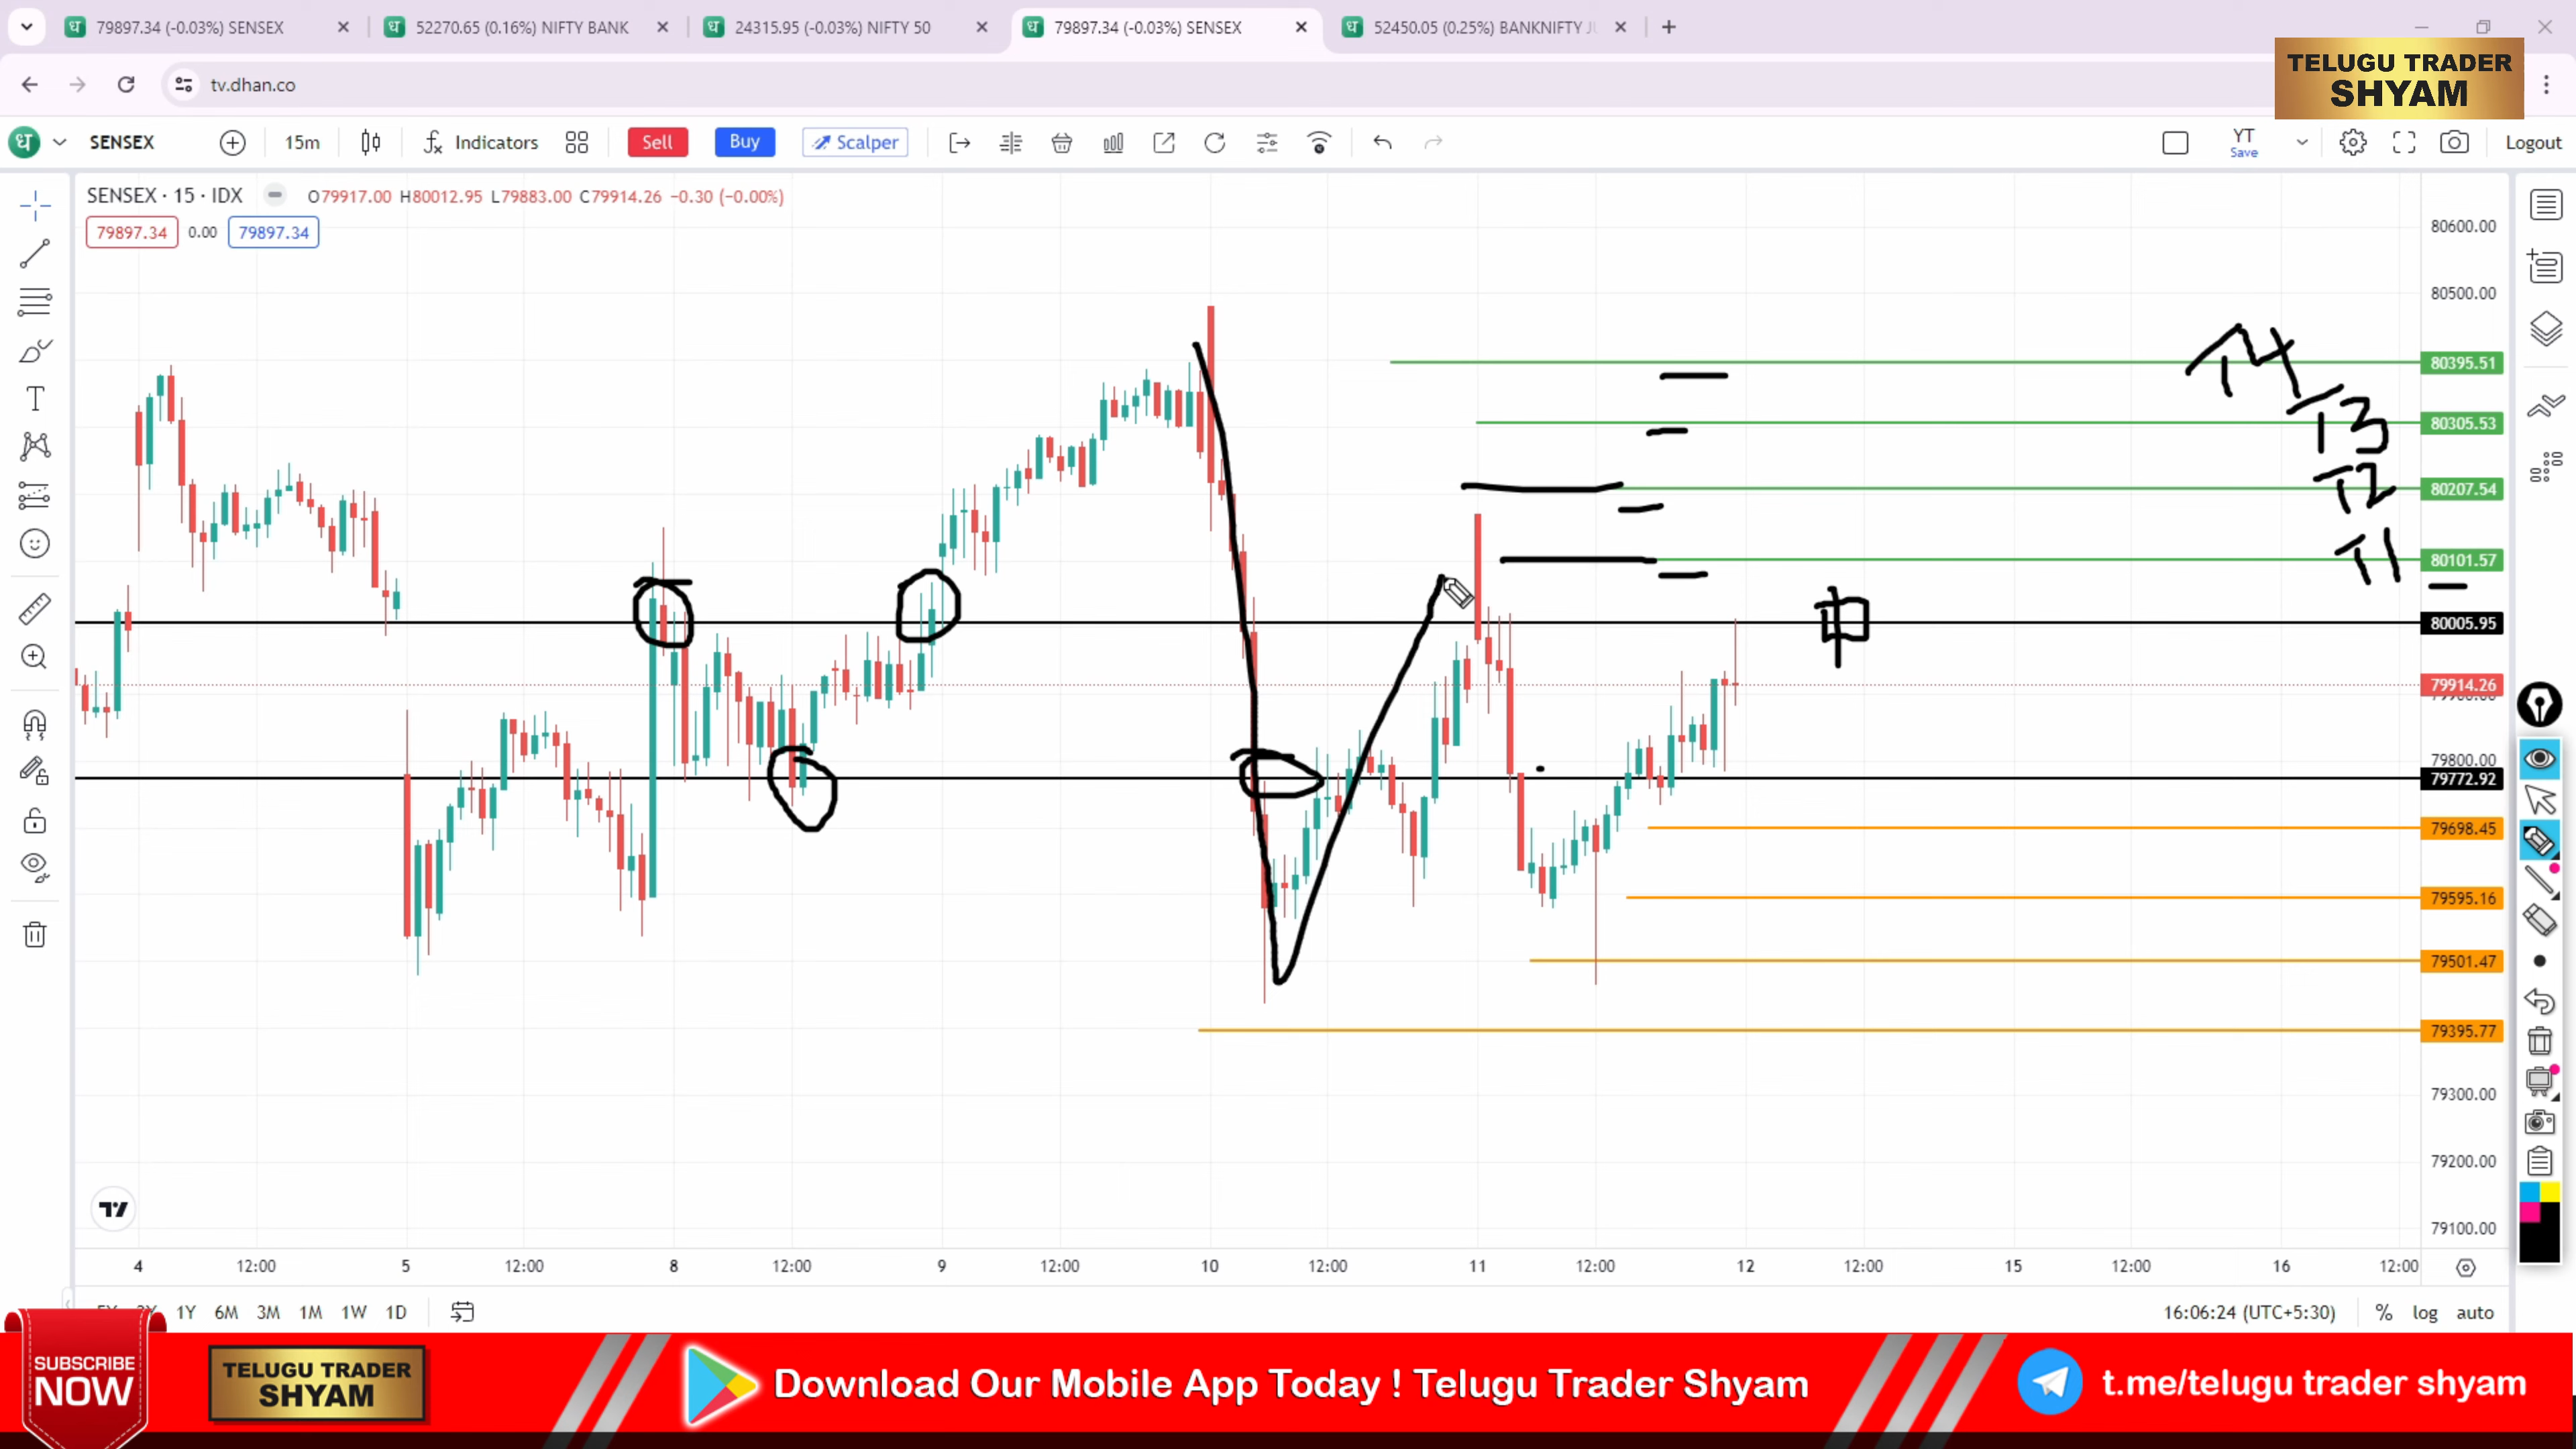 79897.34 (-0.03%) SENSEX
52270.65 (0.16%) NIFTY BANK
24315.95 (-0.03%) NIFTY 50
79897.34 (-0.03%) SENSEX
52450.05 (0.25%) BANKNIFTY
tv.dhan.co
TELUGU TRADER
SHYAM
SENSEX
15m
Indicators
Sell
Buy
Scalper
YT
Save
Logout
SENSEX · 15 · IDX
O79917.00 H80012.95 L79883.00 C79914.26 −0.30 (−0.00%)
79897.34 0.00 79897.34
80600.00
80500.00
80395.51
T4
80305.53
T3
80207.54
T2
80101.57
T1
80005.95
79914.26
79800.00
79772.92
79698.45
79595.16
79501.47
79395.77
79300.00
79200.00
79100.00
4 12:00 5 12:00 8 12:00 9 12:00 10 12:00 11 12:00 12 12:00 15 12:00 16 12:00
1Y 6M 3M 1M 1W 1D
16:06:24 (UTC+5:30) % log auto
SUBSCRIBE
NOW
TELUGU TRADER
SHYAM
Download Our Mobile App Today ! Telugu Trader Shyam
t.me/telugu trader shyam